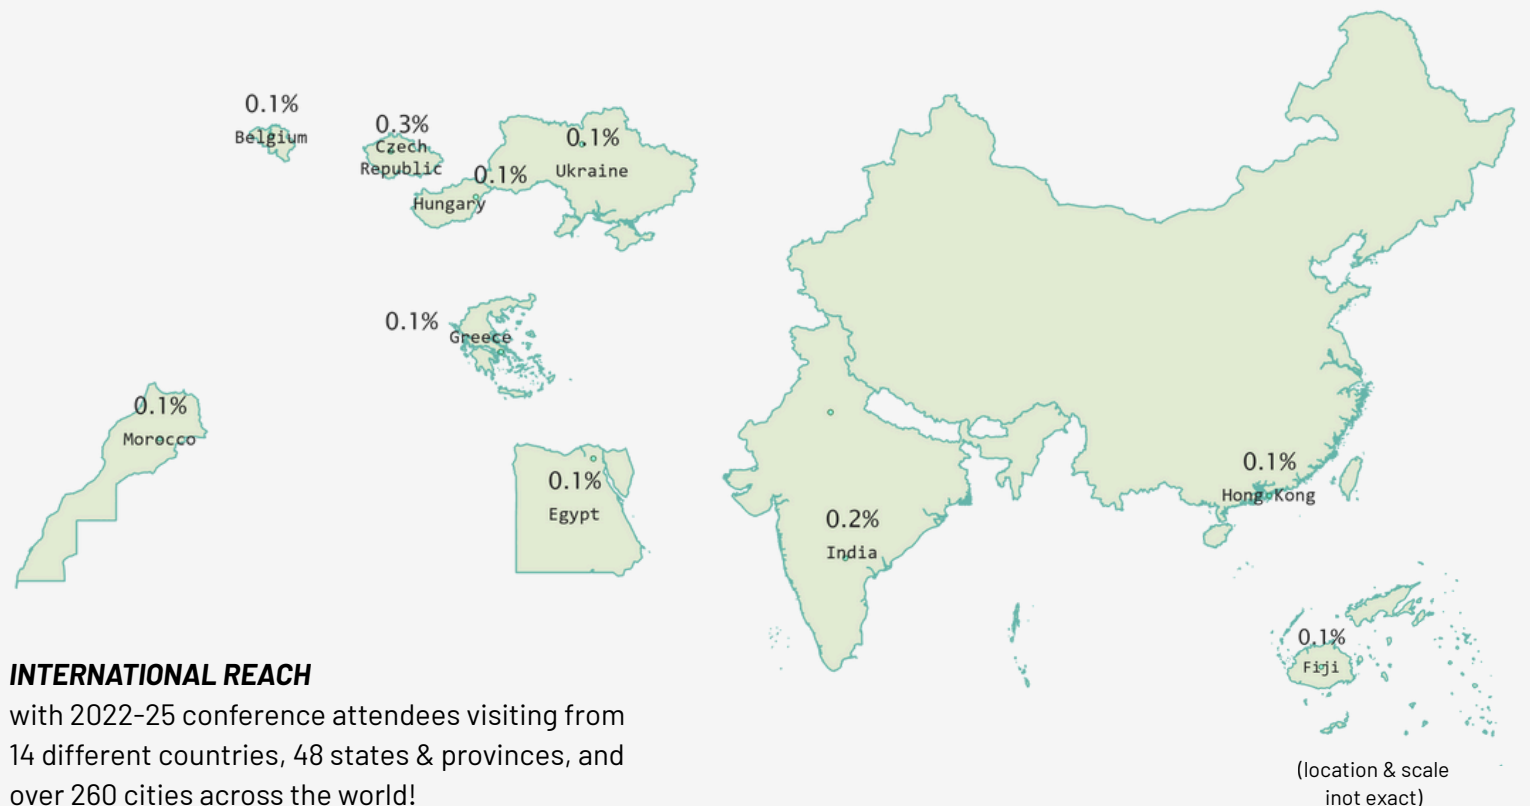 0.1%
Belgium
0.3%
Czech
Republic
0.1%
Ukraine
0.1%
Hungary
0.1%
Greece
0.1%
Morocco
0.1%
Egypt
0.2%
India
0.1%
Hong Kong
0.1%
Fiji
INTERNATIONAL REACH
with 2022-25 conference attendees visiting from
14 different countries, 48 states & provinces, and
over 260 cities across the world!
(location & scale
inot exact)